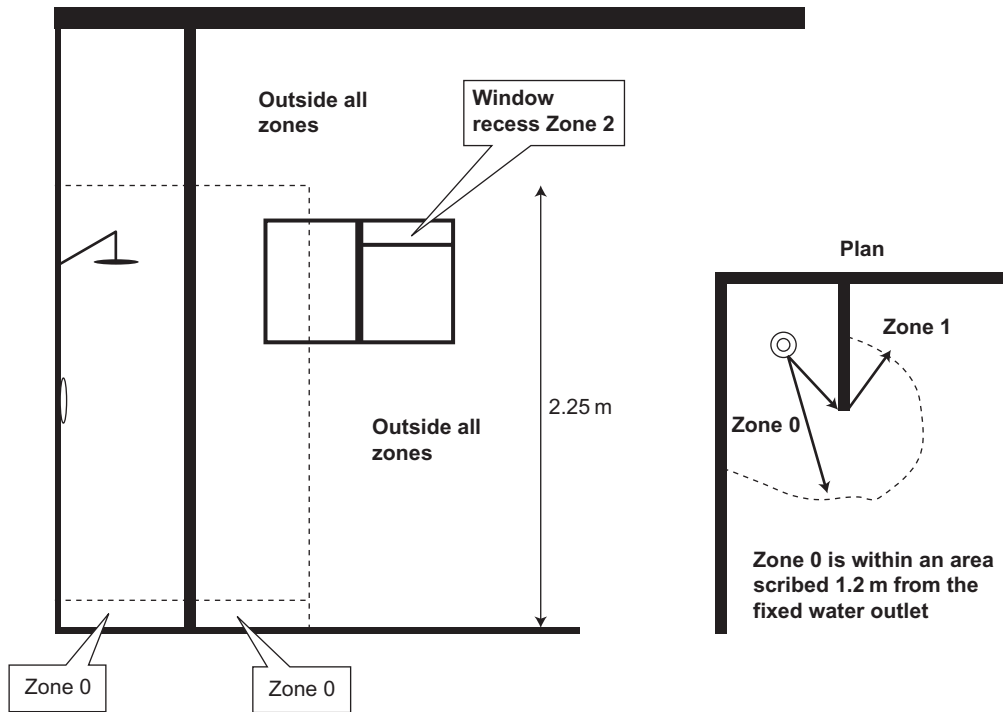 Outside all
zones
Window
recess Zone 2
2.25 m
Outside all
zones
Zone 0
Zone 0
Plan
Zone 1
Zone 0
Zone 0 is within an area
scribed 1.2 m from the
fixed water outlet